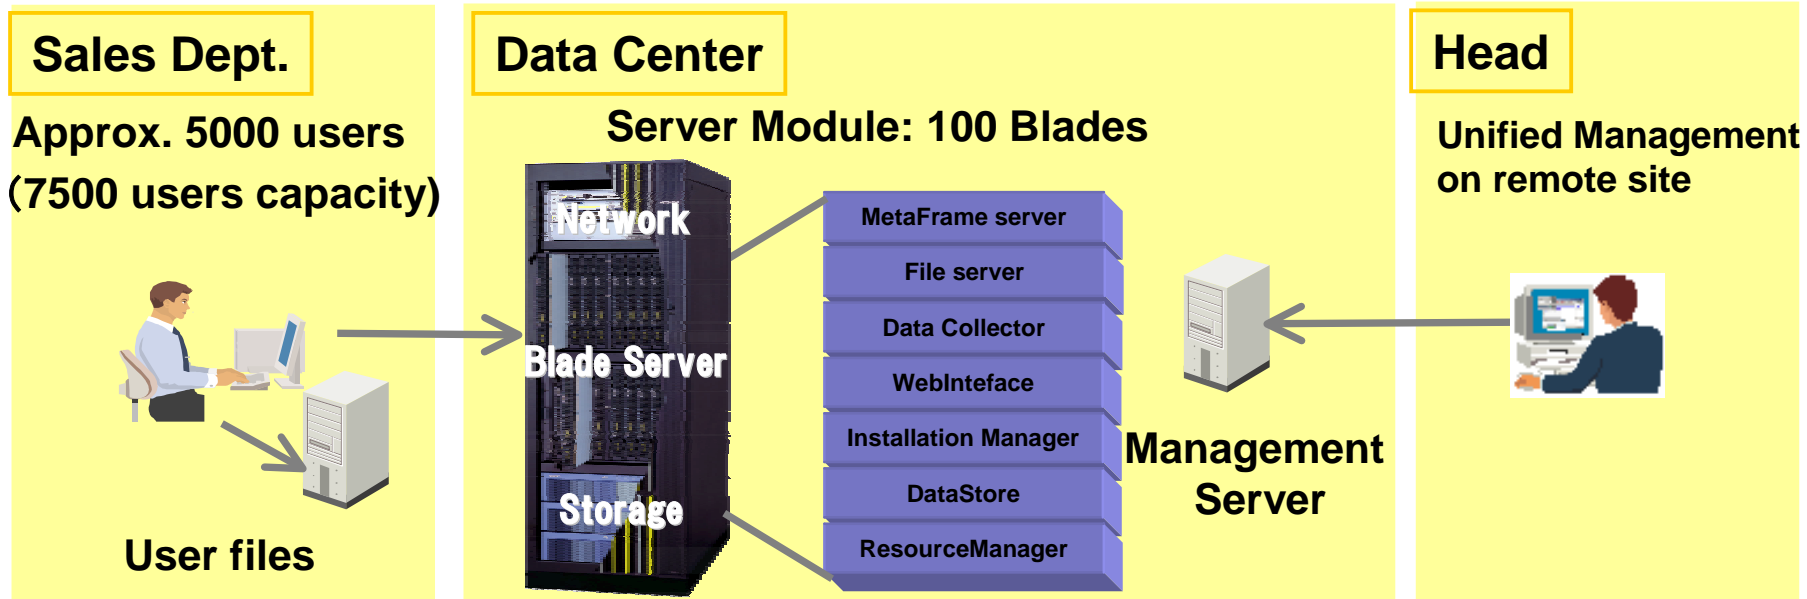 Sales Dept.
Approx. 5000 users
（7500 users capacity)
User files
Data Center
Server Module: 100 Blades
Network
Blade Server
Storage
MetaFrame server
File server
Data Collector
WebInteface
Installation Manager
DataStore
ResourceManager
Management
Server
Head
Unified Management
on remote site